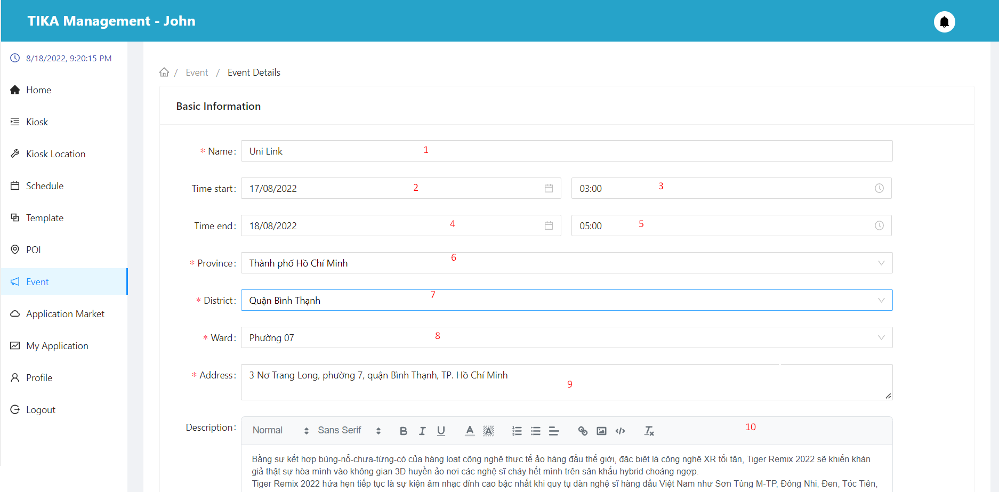 TIKA Management - John
8/18/2022, 9:20:15 PM
Home
Kiosk
Kiosk Location
Schedule
Template
POI
Event
Application Market
My Application
Profile
Logout
/ Event / Event Details
Basic Information
* Name: Uni Link 1
Time start: 17/08/2022 2 03:00 3
Time end: 18/08/2022 4 05:00 5
* Province: Thành phố Hồ Chí Minh 6
* District: Quận Bình Thạnh 7
* Ward: Phường 07 8
* Address: 3 Nơ Trang Long, phường 7, quận Bình Thạnh, TP. Hồ Chí Minh 9
Description: Normal Sans Serif B I U A A 10
Bằng sự kết hợp bùng-nổ-chưa-từng-có của hàng loạt công nghệ thực tế ảo hàng đầu thế giới, đặc biệt là công nghệ XR tối tân, Tiger Remix 2022 sẽ khiến khán
giả thật sự hòa mình vào không gian 3D huyền ảo nơi các nghệ sĩ cháy hết mình trên sân khấu hybrid choáng ngợp.
Tiger Remix 2022 hứa hẹn tiếp tục là sự kiện âm nhạc đỉnh cao bậc nhất khi quy tụ dàn nghệ sĩ hàng đầu Việt Nam như Sơn Tùng M-TP, Đông Nhi, Đen, Tóc Tiên,